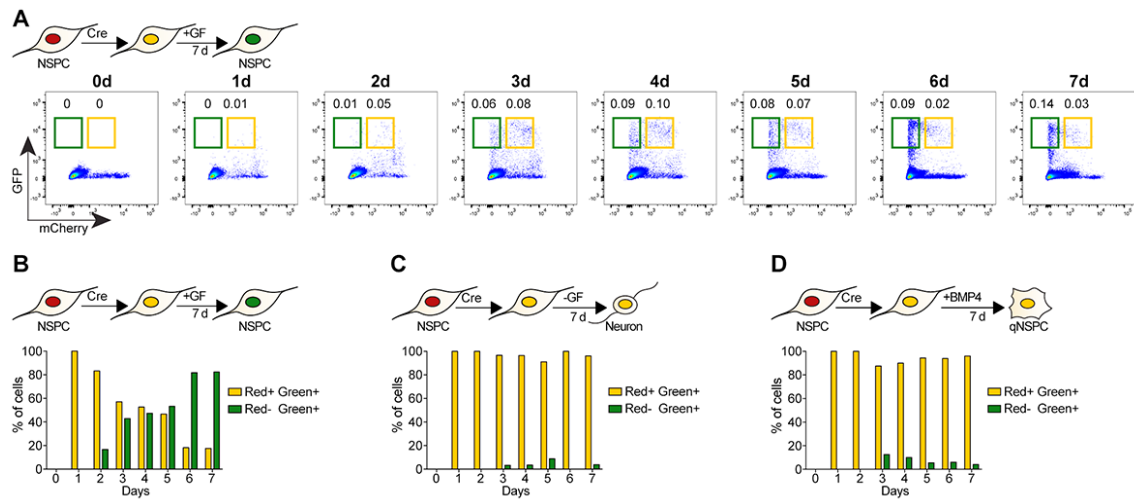 A
Cre
+GF
7 d
NSPC
NSPC
0d 1d 2d 3d 4d 5d 6d 7d
0 0
0 0.01
0.01 0.05
0.06 0.08
0.09 0.10
0.08 0.07
0.09 0.02
0.14 0.03
GFP
mCherry
B
Cre
+GF
7 d
NSPC
NSPC
% of cells
100
80
60
40
20
0
0 1 2 3 4 5 6 7
Days
Red+ Green+
Red- Green+
C
Cre
-GF
7 d
NSPC
Neuron
% of cells
100
80
60
40
20
0
0 1 2 3 4 5 6 7
Days
Red+ Green+
Red- Green+
D
Cre
+BMP4
7 d
NSPC
qNSPC
% of cells
100
80
60
40
20
0
0 1 2 3 4 5 6 7
Days
Red+ Green+
Red- Green+